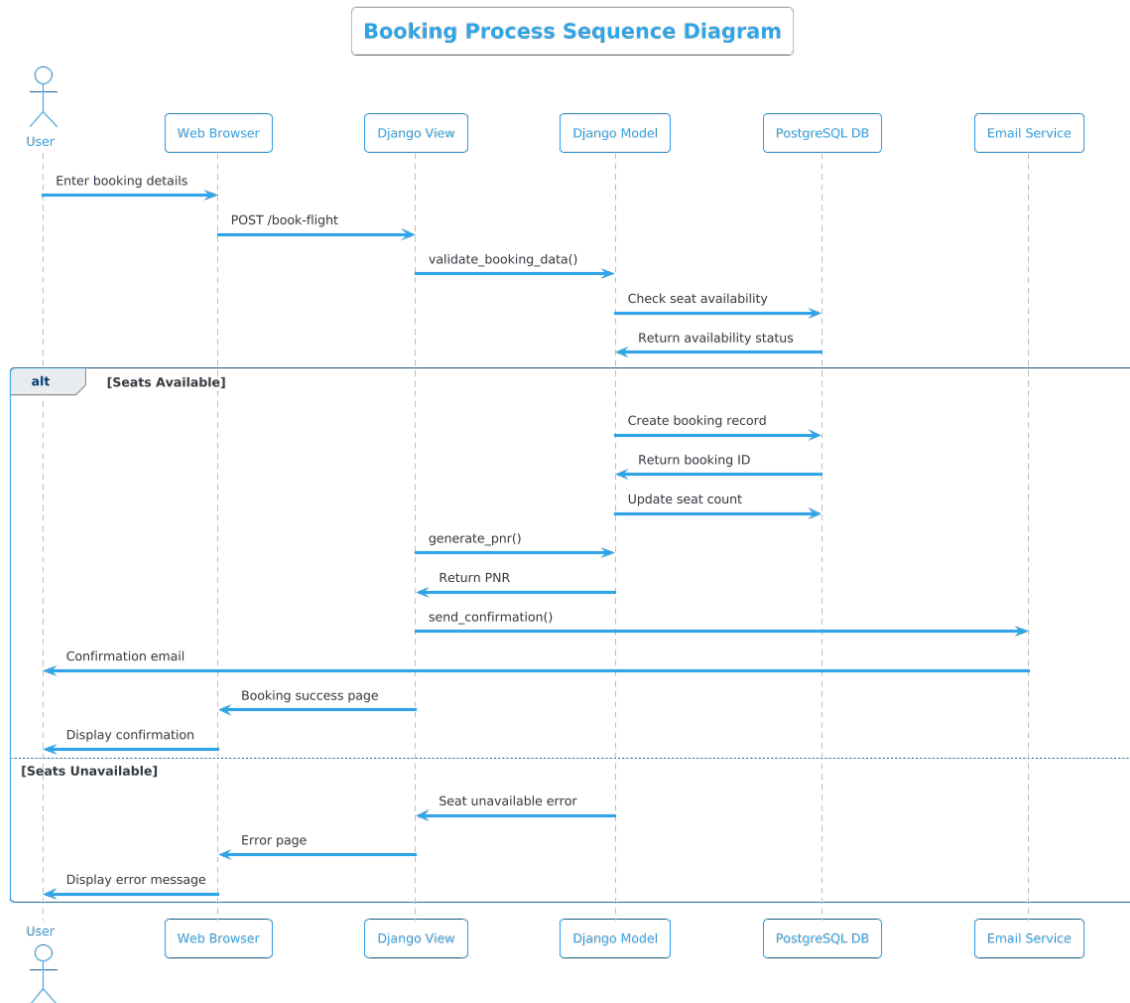 Booking Process Sequence Diagram
User
Web Browser
Django View
Django Model
PostgreSQL DB
Email Service
Enter booking details
POST /book-flight
validate_booking_data()
Check seat availability
Return availability status
alt
[Seats Available]
Create booking record
Return booking ID
Update seat count
generate_pnr()
Return PNR
send_confirmation()
Confirmation email
Booking success page
Display confirmation
[Seats Unavailable]
Seat unavailable error
Error page
Display error message
User
Web Browser
Django View
Django Model
PostgreSQL DB
Email Service